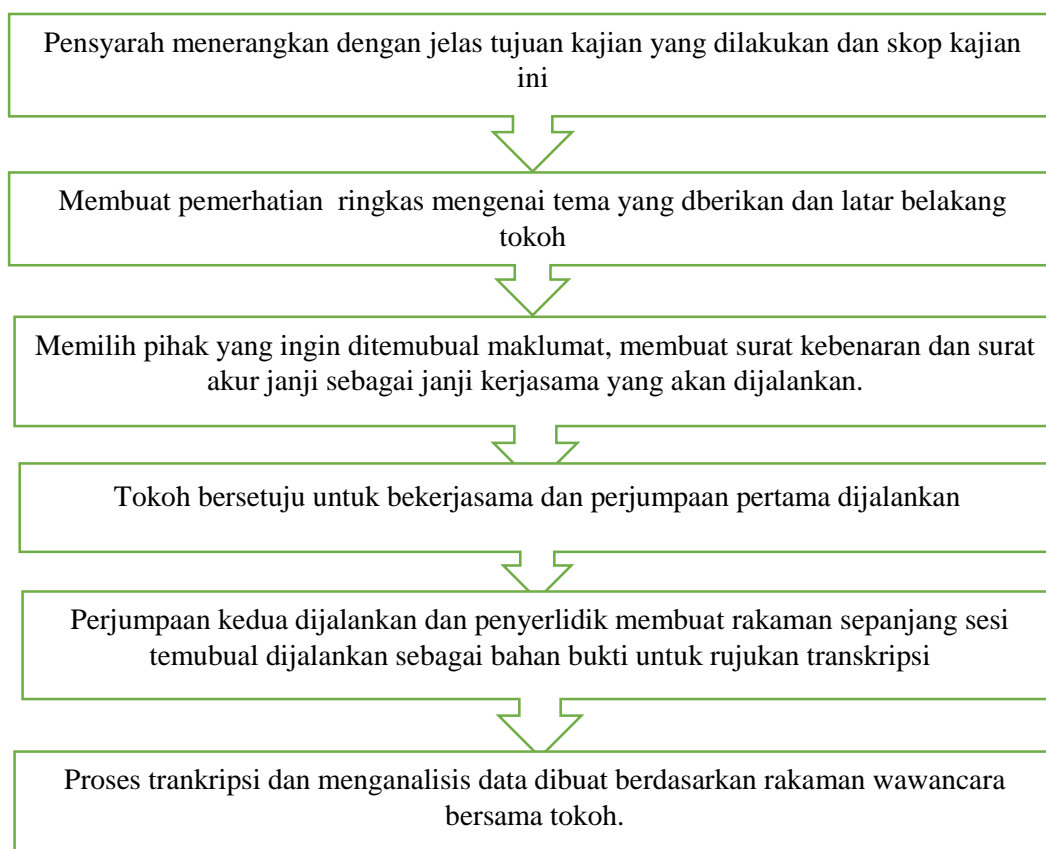 Pensyarah menerangkan dengan jelas tujuan kajian yang dilakukan dan skop kajian
ini
Membuat pemerhatian ringkas mengenai tema yang dberikan dan latar belakang
tokoh
Memilih pihak yang ingin ditemubual maklumat, membuat surat kebenaran dan surat
akur janji sebagai janji kerjasama yang akan dijalankan.
Tokoh bersetuju untuk bekerjasama dan perjumpaan pertama dijalankan
Perjumpaan kedua dijalankan dan penyerlidik membuat rakaman sepanjang sesi
temubual dijalankan sebagai bahan bukti untuk rujukan transkripsi
Proses trankripsi dan menganalisis data dibuat berdasarkan rakaman wawancara
bersama tokoh.